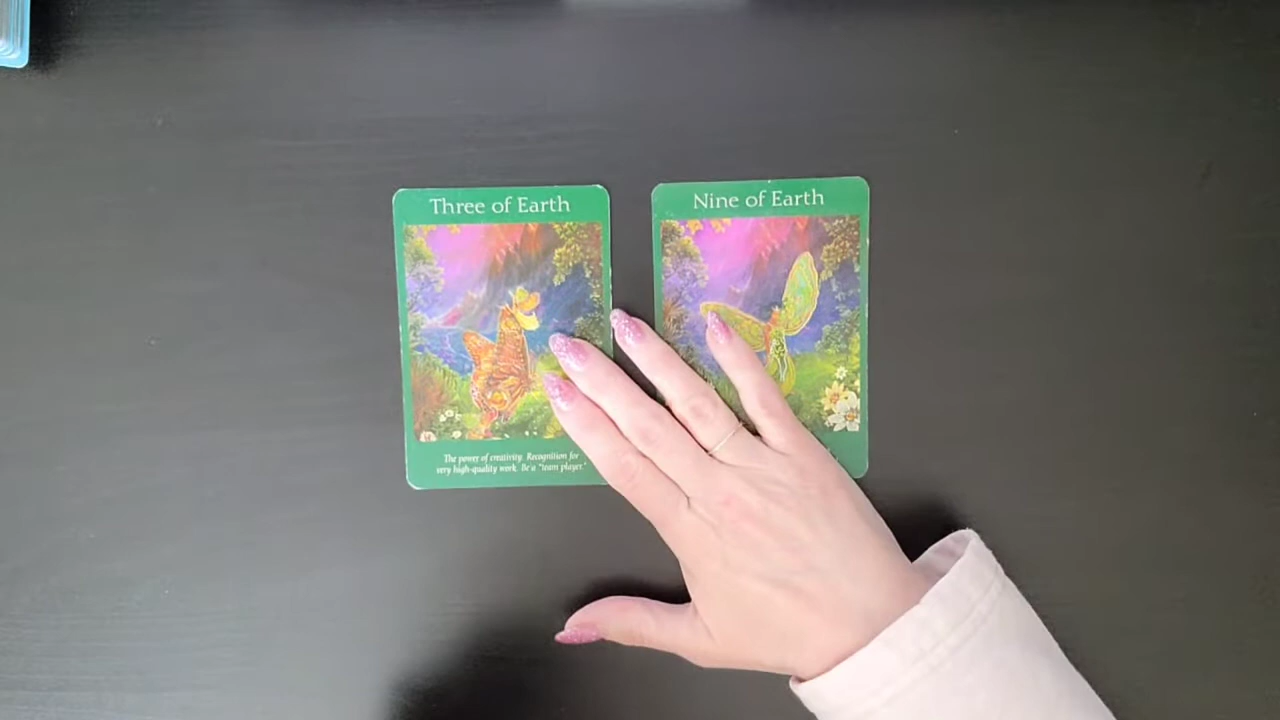 Three of Earth
Nine of Earth
The power of creativity. Recognition for
very high-quality work. Be a "team player."